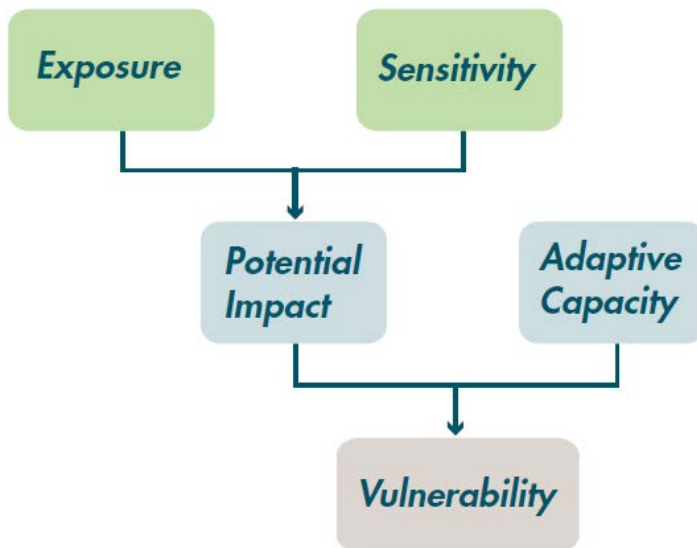 Exposure
Sensitivity
Potential
Impact
Adaptive
Capacity
Vulnerability